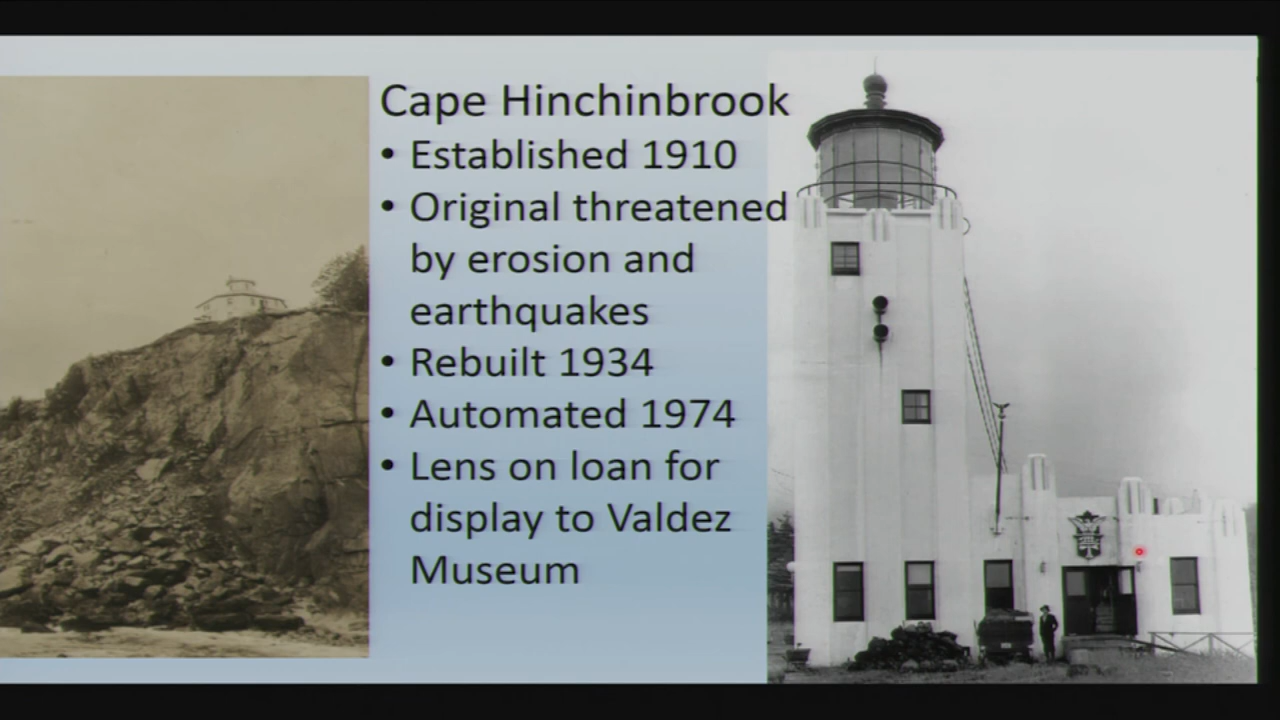 Cape Hinchinbrook
• Established 1910
• Original threatened
by erosion and
earthquakes
• Rebuilt 1934
• Automated 1974
• Lens on loan for
display to Valdez
Museum